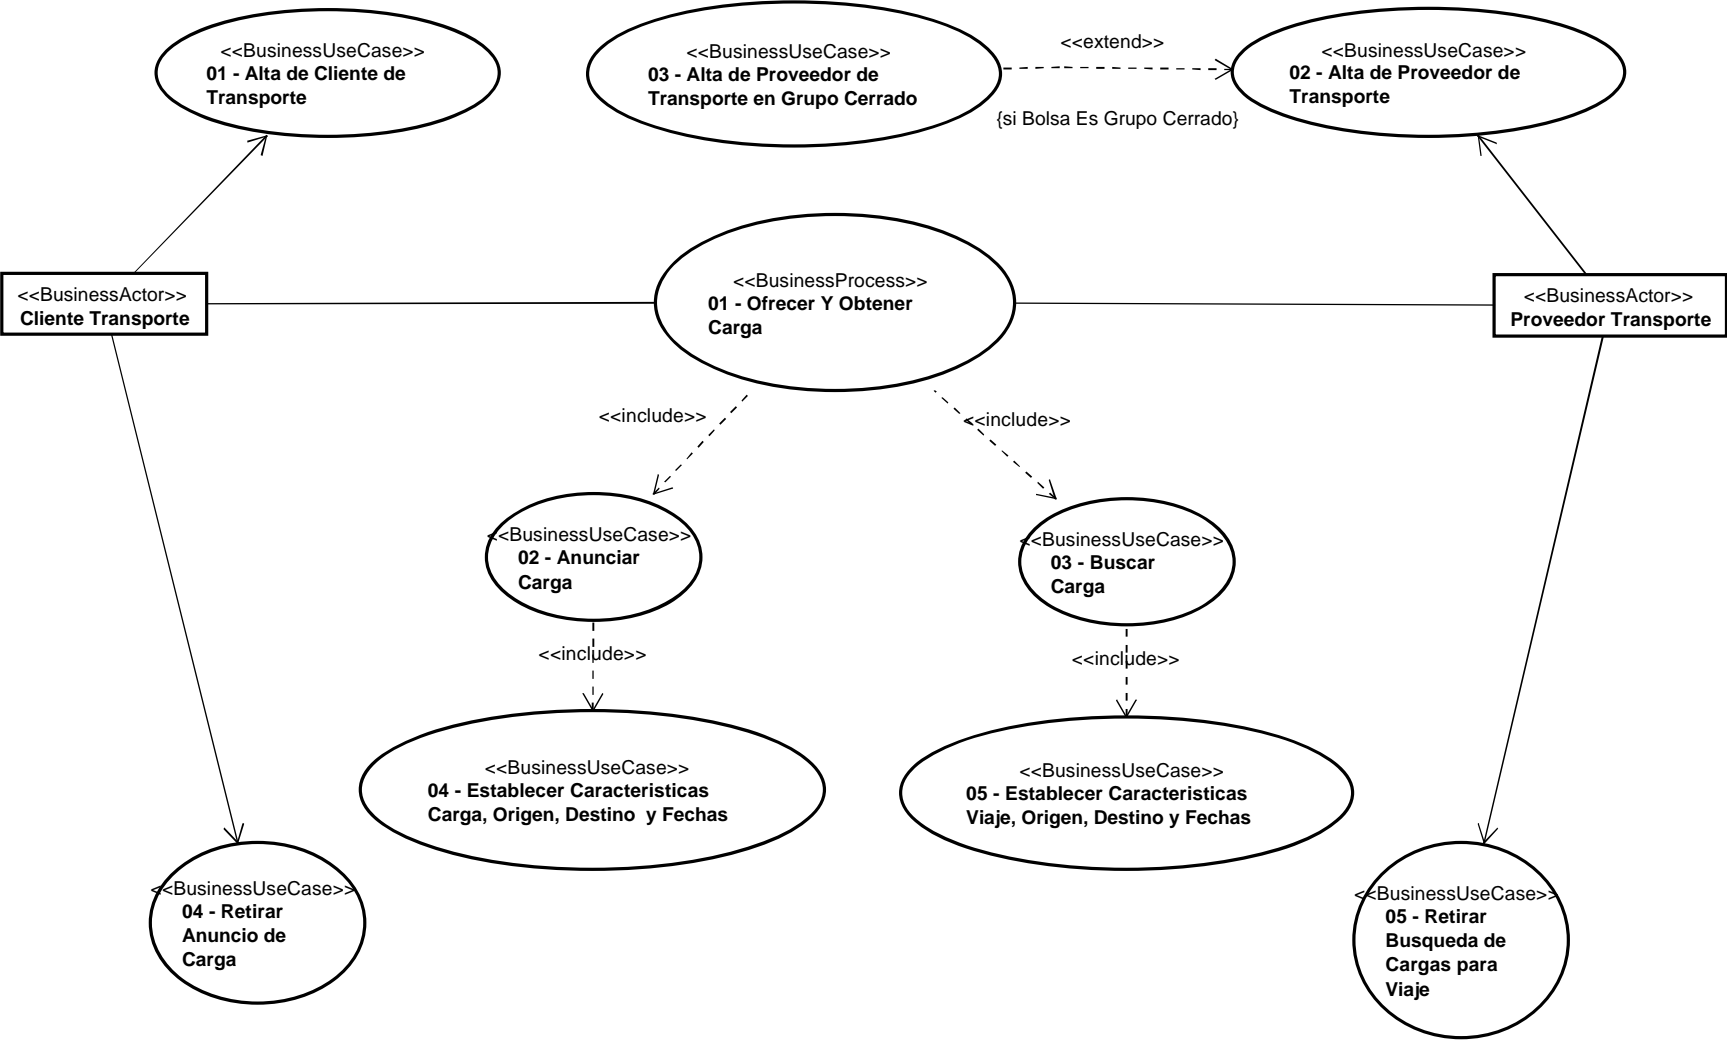 <<BusinessUseCase>>
01 - Alta de Cliente de
Transporte
<<BusinessUseCase>>
03 - Alta de Proveedor de
Transporte en Grupo Cerrado
<<extend>>
{si Bolsa Es Grupo Cerrado}
<<BusinessUseCase>>
02 - Alta de Proveedor de
Transporte
<<BusinessActor>>
Cliente Transporte
<<BusinessProcess>>
01 - Ofrecer Y Obtener
Carga
<<BusinessActor>>
Proveedor Transporte
<<include>>
<<include>>
<<BusinessUseCase>>
02 - Anunciar
Carga
<<BusinessUseCase>>
03 - Buscar
Carga
<<include>>
<<include>>
<<BusinessUseCase>>
04 - Establecer Caracteristicas
Carga, Origen, Destino  y Fechas
<<BusinessUseCase>>
05 - Establecer Caracteristicas
Viaje, Origen, Destino y Fechas
<<BusinessUseCase>>
04 - Retirar
Anuncio de
Carga
<<BusinessUseCase>>
05 - Retirar
Busqueda de
Cargas para
Viaje